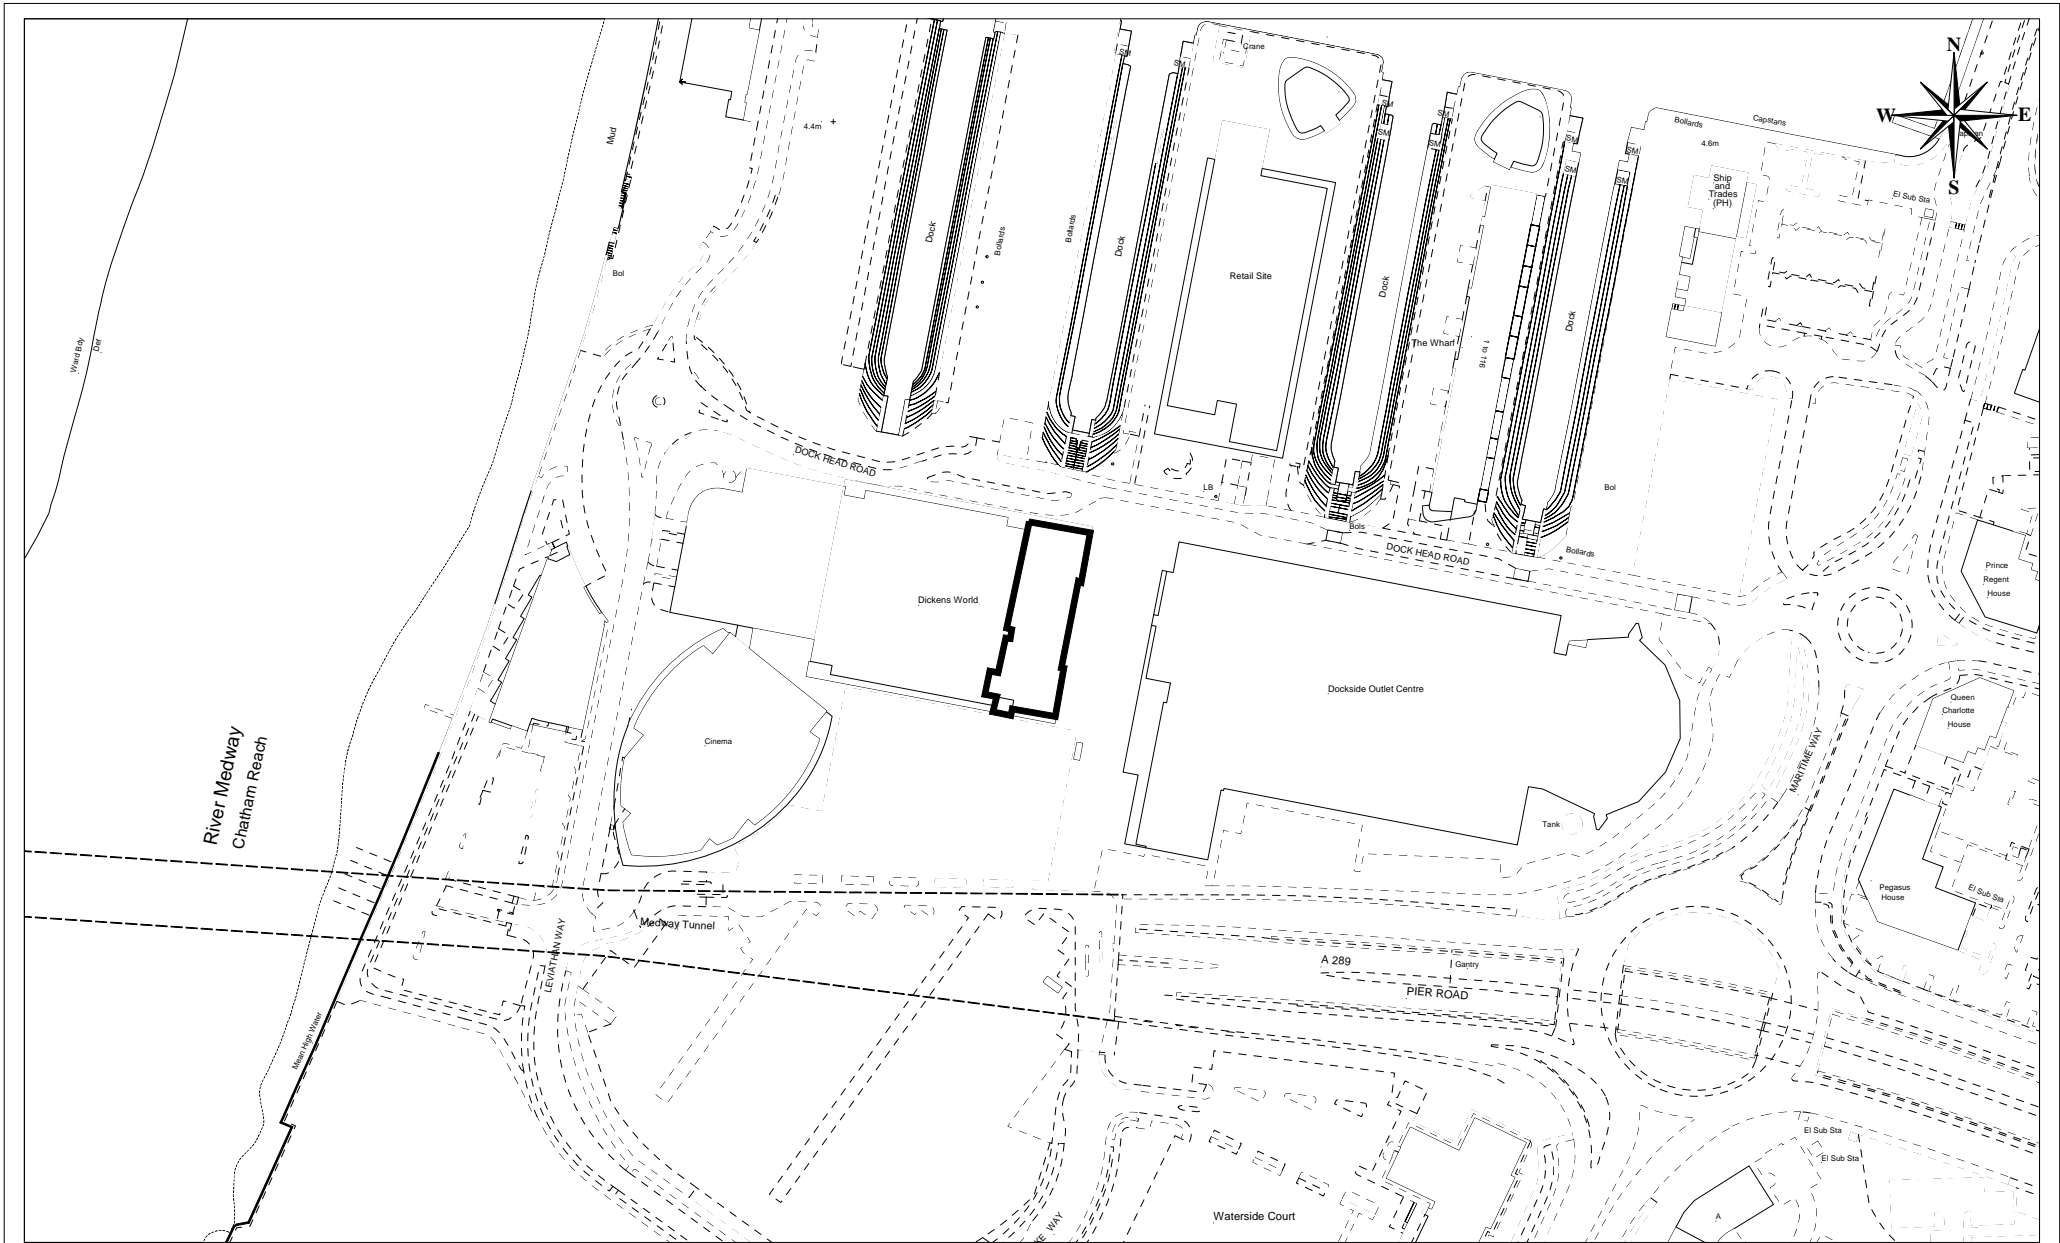 N
W
E
S
Crane
SM
SM
SM
SM
SM
SM
SM
SM
SM
SM
Bollards
Capstans
4.4m
4.6m
Mud
Bol
Ship
and
Trades
(PH)
El Sub Sta
Dock
Bollards
Bollards
Dock
Retail Site
Dock
The Wharf
1 to 116
Dock
Ward Bdy
Def
DOCK HEAD ROAD
LB
Bol
Bols
DOCK HEAD ROAD
Bollards
Prince
Regent
House
Dickens World
Dockside Outlet Centre
Queen
Charlotte
House
Cinema
River Medway
Chatham Reach
MARITIME WAY
Tank
Pegasus
House
El Sub Sta
Medway Tunnel
LEVIATHAN WAY
A 289
Gantry
PIER ROAD
Mean High Water
El Sub Sta
El Sub Sta
Waterside Court
WAY
A